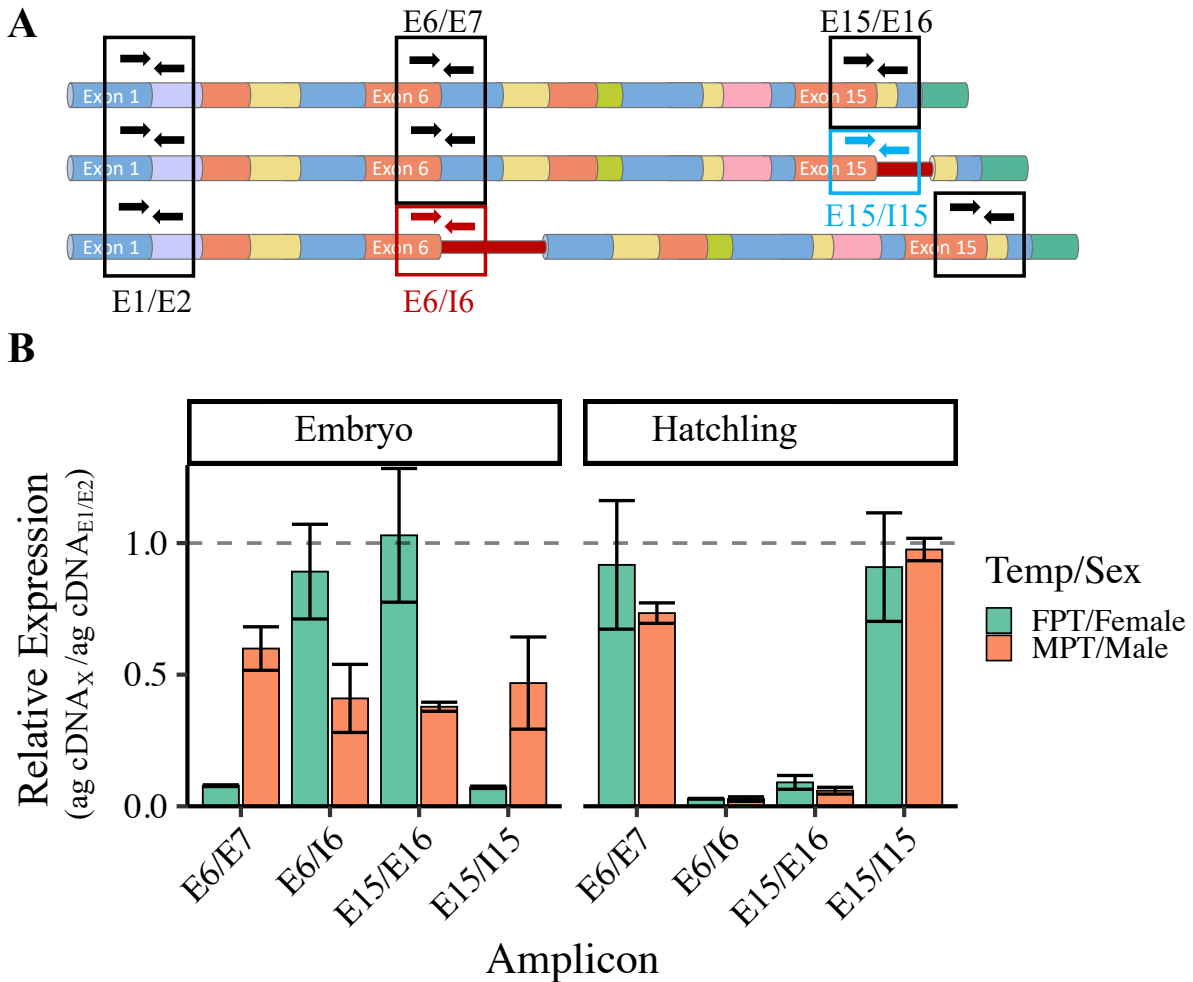 A
E6/E7
E15/E16
Exon 1
Exon 6
Exon 15
Exon 1
Exon 6
Exon 15
E15/I15
Exon 1
Exon 6
Exon 15
E1/E2
E6/I6
B
Embryo
Hatchling
Relative Expression
(ag cDNAX/ag cDNAE1/E2)
1.0
0.5
0.0
E6/E7
E6/I6
E15/E16
E15/I15
E6/E7
E6/I6
E15/E16
E15/I15
Amplicon
Temp/Sex
FPT/Female
MPT/Male